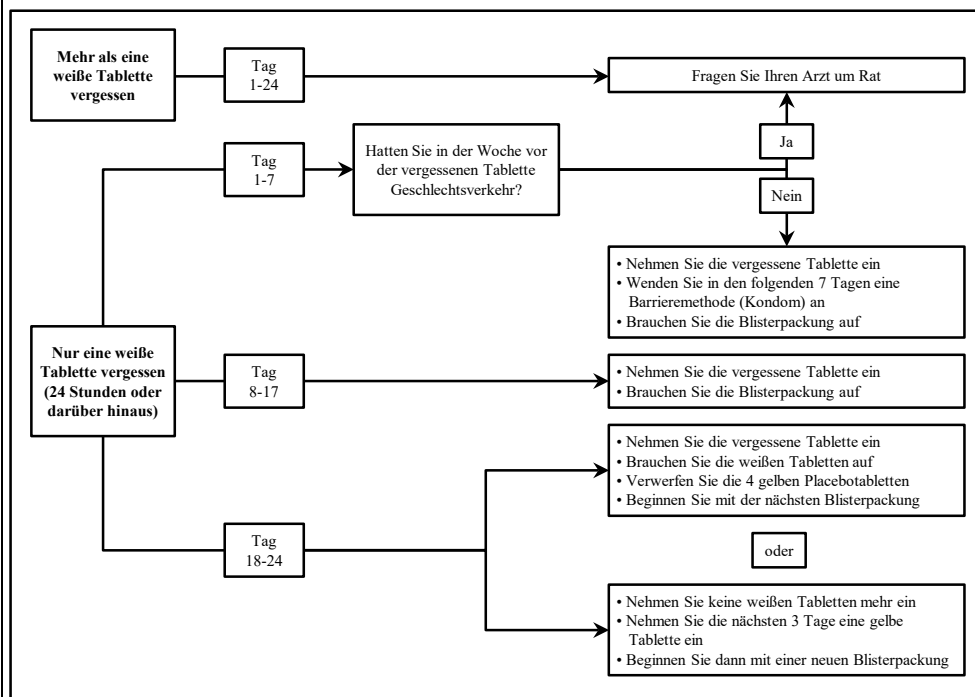 Mehr als eine
weiße Tablette
vergessen
Tag
1-24
Fragen Sie Ihren Arzt um Rat
Tag
1-7
Hatten Sie in der Woche vor
der vergessenen Tablette
Geschlechtsverkehr?
Ja
Nein
• Nehmen Sie die vergessene Tablette ein
• Wenden Sie in den folgenden 7 Tagen eine
Barrieremethode (Kondom) an
• Brauchen Sie die Blisterpackung auf
Nur eine weiße
Tablette vergessen
(24 Stunden oder
darüber hinaus)
Tag
8-17
• Nehmen Sie die vergessene Tablette ein
• Brauchen Sie die Blisterpackung auf
Tag
18-24
• Nehmen Sie die vergessene Tablette ein
• Brauchen Sie die weißen Tabletten auf
• Verwerfen Sie die 4 gelben Placebotabletten
• Beginnen Sie mit der nächsten Blisterpackung
oder
• Nehmen Sie keine weißen Tabletten mehr ein
• Nehmen Sie die nächsten 3 Tage eine gelbe
Tablette ein
• Beginnen Sie dann mit einer neuen Blisterpackung